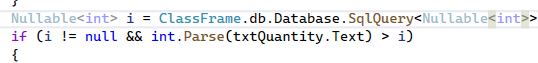 }
Nullable<int> i = ClassFrame.db.Database.SqlQuery<Nullable<int>>
if (i != null && int.Parse(txtQuantity.Text) > i)
{